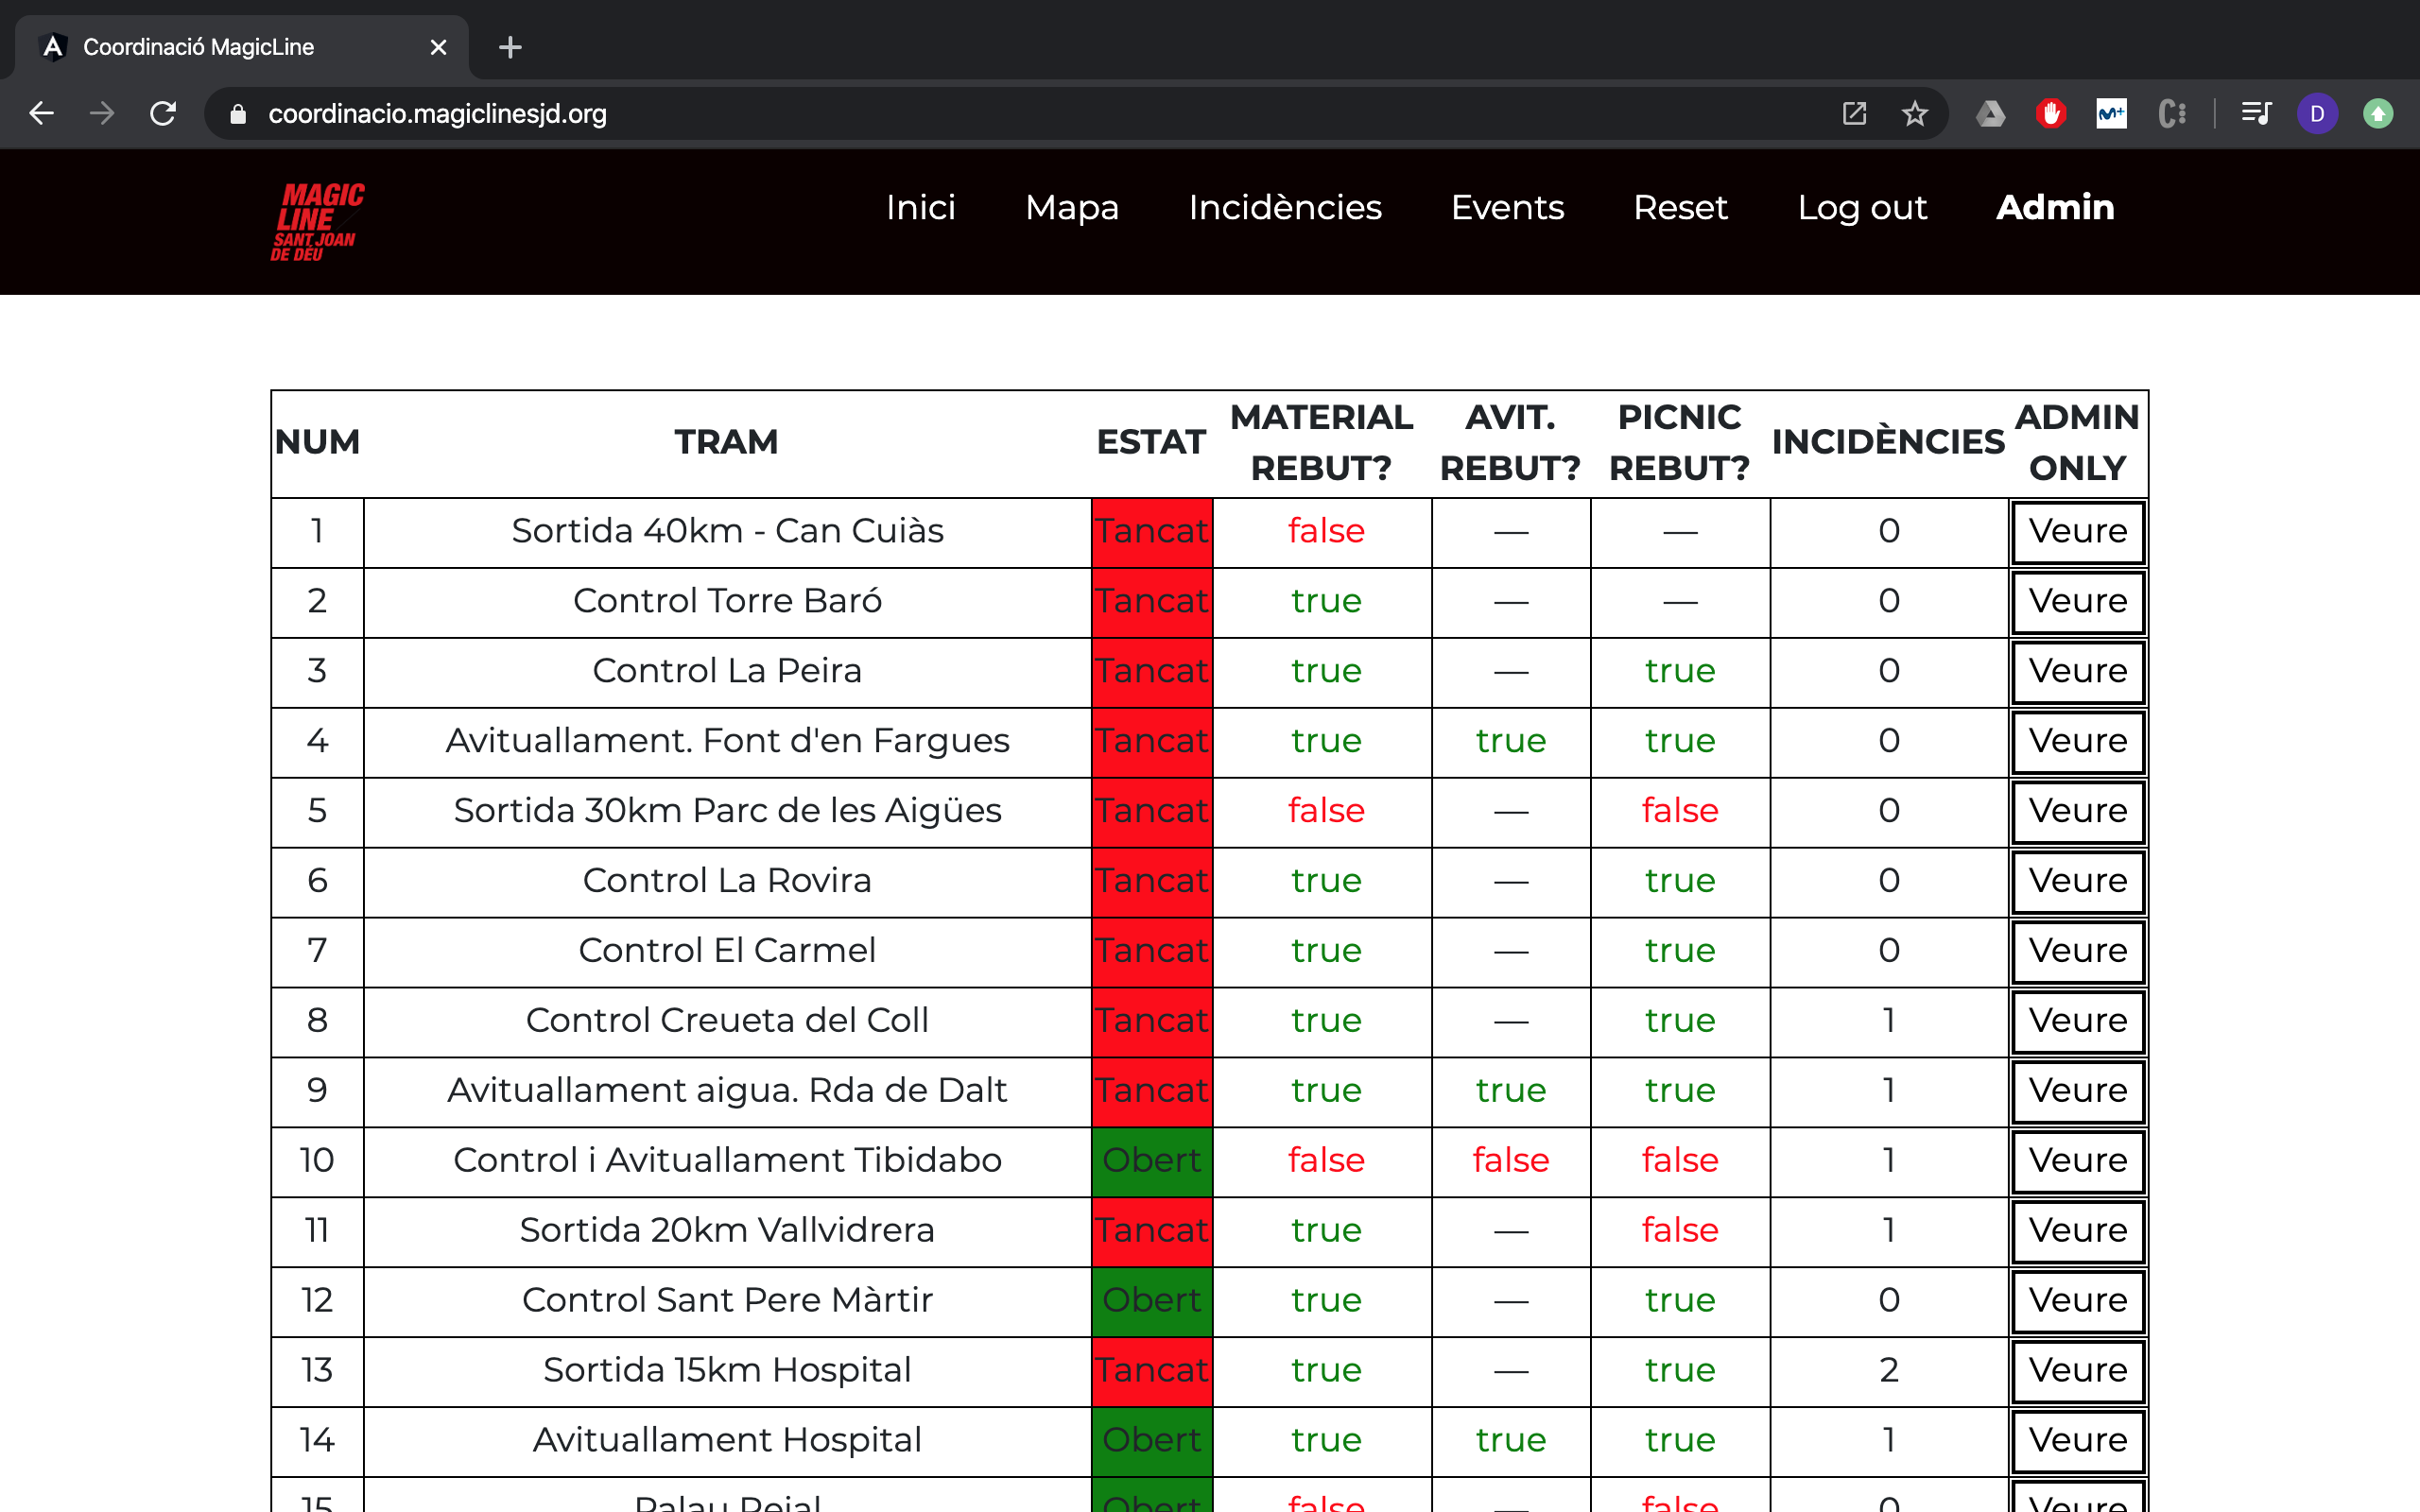 Coordinació MagicLine
coordinacio.magiclinesjd.org
D
MAGIC
LINE
SANT JOAN
DE DÉU
Inici Mapa Incidències Events Reset Log out Admin
NUM TRAM ESTAT MATERIAL REBUT? AVIT. REBUT? PICNIC REBUT? INCIDÈNCIES ADMIN ONLY
1 Sortida 40km - Can Cuiàs Tancat false — — 0 Veure
2 Control Torre Baró Tancat true — — 0 Veure
3 Control La Peira Tancat true — true 0 Veure
4 Avituallament. Font d'en Fargues Tancat true true true 0 Veure
5 Sortida 30km Parc de les Aigües Tancat false — false 0 Veure
6 Control La Rovira Tancat true — true 0 Veure
7 Control El Carmel Tancat true — true 0 Veure
8 Control Creueta del Coll Tancat true — true 1 Veure
9 Avituallament aigua. Rda de Dalt Tancat true true true 1 Veure
10 Control i Avituallament Tibidabo Obert false false false 1 Veure
11 Sortida 20km Vallvidrera Tancat true — false 1 Veure
12 Control Sant Pere Màrtir Obert true — true 0 Veure
13 Sortida 15km Hospital Tancat true — true 2 Veure
14 Avituallament Hospital Obert true true true 1 Veure
15 Palau Reial Obert false — false 0 Veure